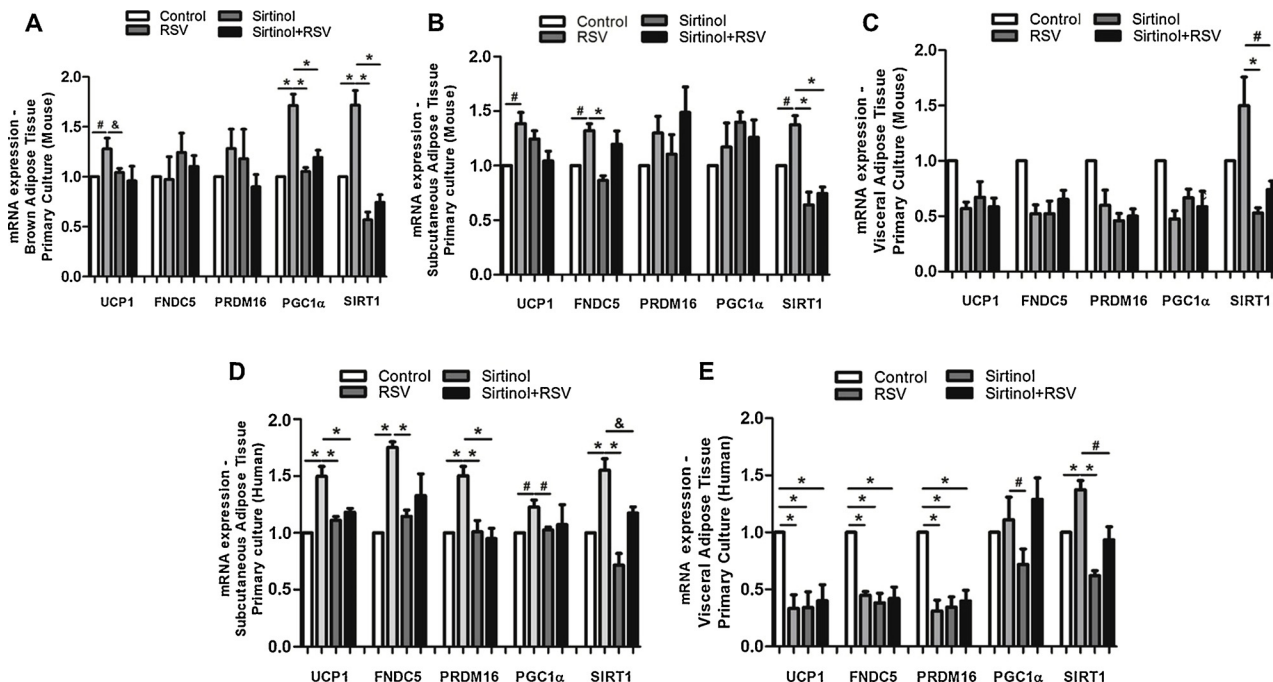 A
Control
Sirtinol
RSV
Sirtinol+RSV
mRNA expression -
Brown Adipose Tissue
Primary Culture (Mouse)
2.0
1.5
1.0
0.5
0.0
# &
* * *
* * *
UCP1 FNDC5 PRDM16 PGC1α SIRT1
B
Control
Sirtinol
RSV
Sirtinol+RSV
mRNA expression -
Subcutaneous Adipose Tissue
Primary culture (Mouse)
2.0
1.5
1.0
0.5
0.0
#
# *
# * *
UCP1 FNDC5 PRDM16 PGC1α SIRT1
C
Control
Sirtinol
RSV
Sirtinol+RSV
mRNA expression -
Visceral Adipose Tissue
Primary Culture (Mouse)
2.0
1.5
1.0
0.5
0.0
#
*
UCP1 FNDC5 PRDM16 PGC1α SIRT1
D
Control
Sirtinol
RSV
Sirtinol+RSV
mRNA expression -
Subcutaneous Adipose Tissue
Primary culture (Human)
2.0
1.5
1.0
0.5
0.0
* * *
* *
* * *
# #
* * &
UCP1 FNDC5 PRDM16 PGC1α SIRT1
E
Control
Sirtinol
RSV
Sirtinol+RSV
mRNA expression -
Visceral Adipose Tissue
Primary Culture (Human)
2.0
1.5
1.0
0.5
0.0
*
*
*
*
*
*
*
*
*
#
* * #
UCP1 FNDC5 PRDM16 PGC1α SIRT1